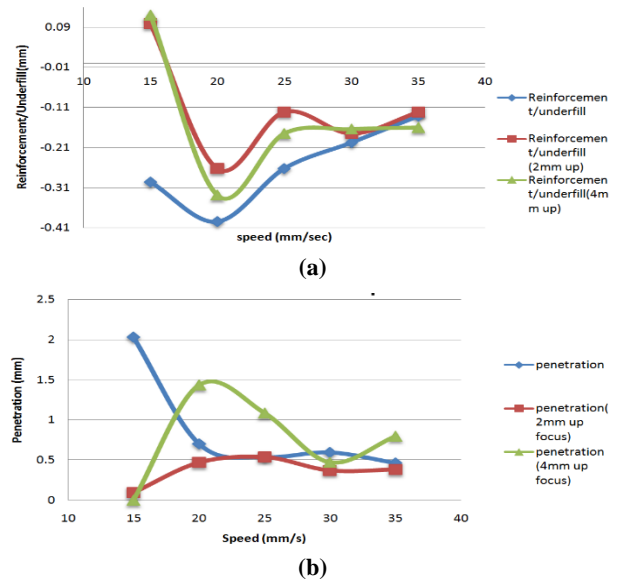 0.09
-0.01
-0.11
-0.21
-0.31
-0.41
10
15
20
25
30
35
40
Reinforcement/Underfill(mm)
speed (mm/sec)
Reinforcemen
t/underfill
Reinforcemen
t/underfill
(2mm up)
Reinforcemen
t/underfill(4m
m up)
(a)
2.5
2
1.5
1
0.5
0
10
15
20
25
30
35
40
Penetration (mm)
Speed (mm/s)
penetration
penetration(
2mm up
focus)
penetration
(4mm up
focus)
(b)